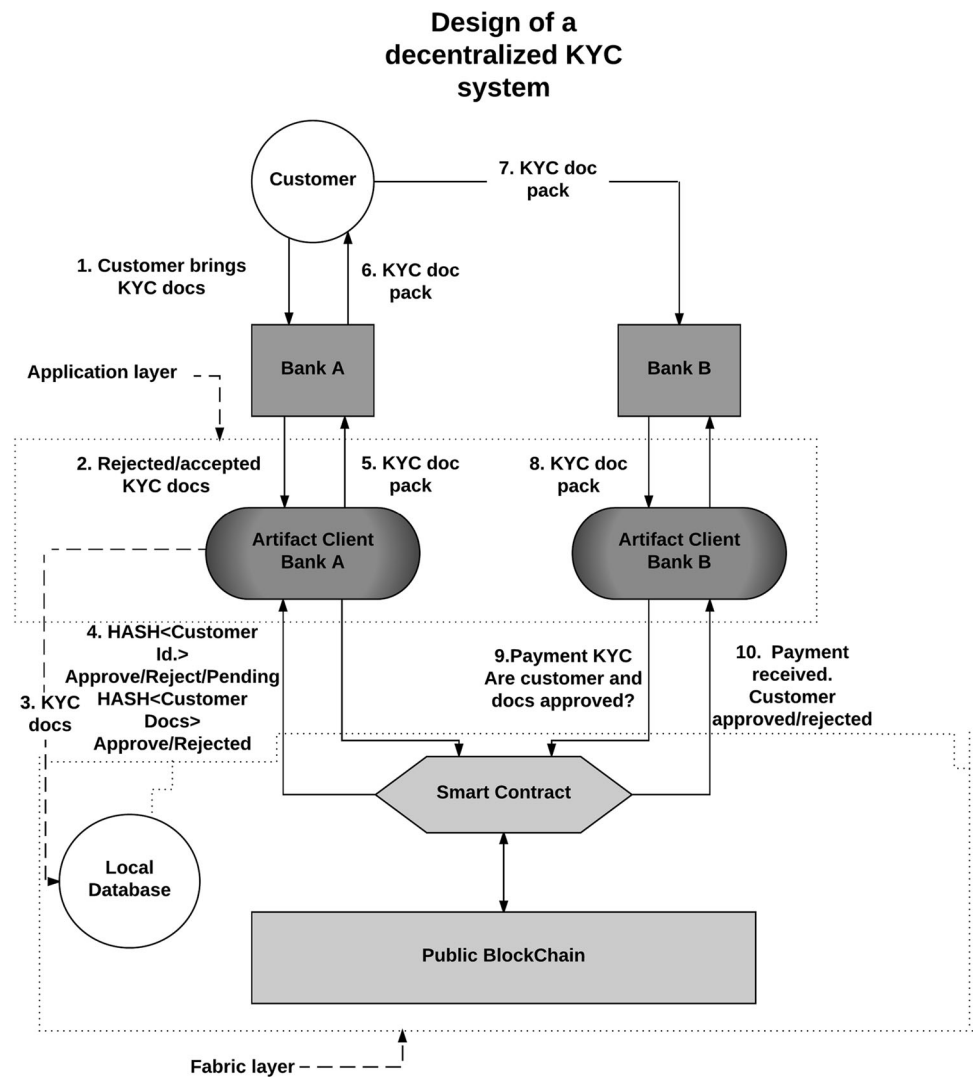 Design of a
decentralized KYC
system
Customer
7. KYC doc
pack
1. Customer brings
KYC docs
6. KYC doc
pack
Bank A
Bank B
Application layer
2. Rejected/accepted
KYC docs
5. KYC doc
pack
8. KYC doc
pack
Artifact Client
Bank A
Artifact Client
Bank B
4. HASH<Customer
Id.>
Approve/Reject/Pending
HASH<Customer
Docs>
Approve/Rejected
3. KYC
docs
9.Payment KYC
Are customer and
docs approved?
10. Payment
received.
Customer
approved/rejected
Smart Contract
Local
Database
Public BlockChain
Fabric layer